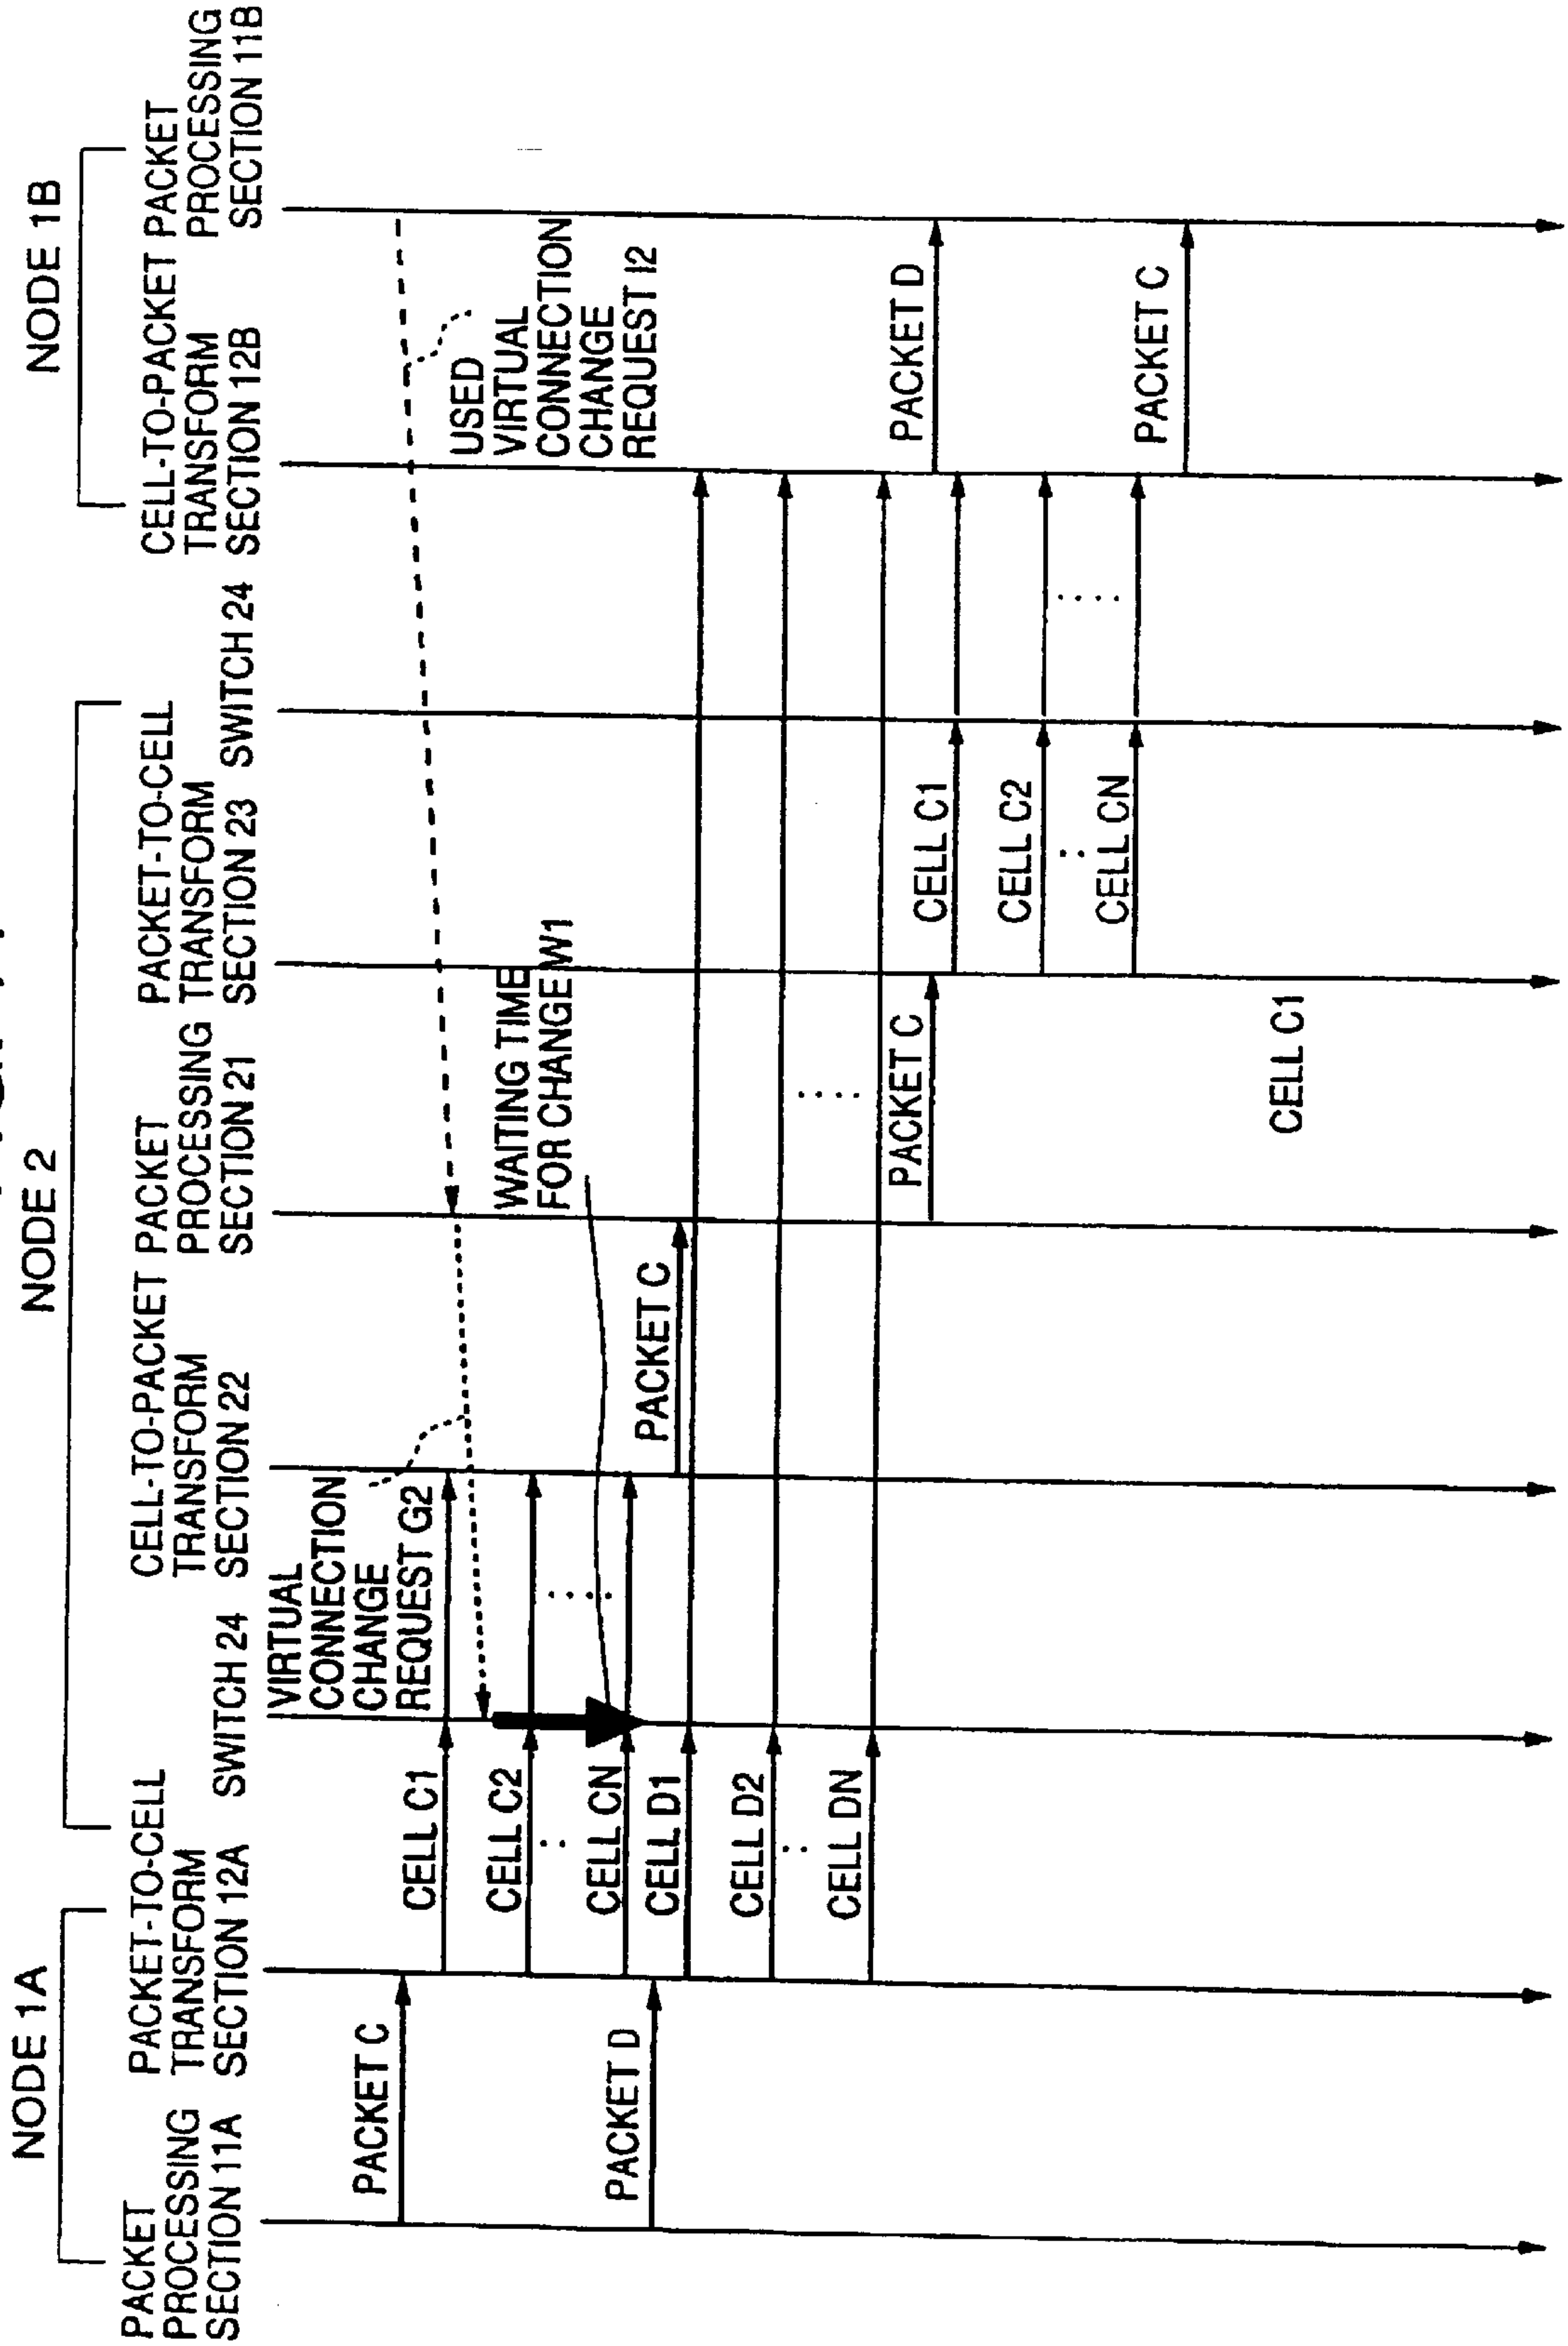 NODE 1A
NODE 2
NODE 1B
PACKET
PROCESSING
SECTION 11A
PACKET-TO-CELL
TRANSFORM
SECTION 12A
SWITCH 24
CELL-TO-PACKET
TRANSFORM
SECTION 22
PACKET
PROCESSING
SECTION 21
PACKET-TO-CELL
TRANSFORM
SECTION 23
SWITCH 24
CELL-TO-PACKET
TRANSFORM
SECTION 12B
PACKET
PROCESSING
SECTION 11B
VIRTUAL
CONNECTION
CHANGE
REQUEST G2
USED
VIRTUAL
CONNECTION
CHANGE
REQUEST I2
PACKET C
CELL C1
CELL C2
CELL CN
WAITING TIME
FOR CHANGE W1
PACKET D
CELL D1
CELL D2
CELL DN
PACKET C
PACKET C
CELL C1
CELL C2
CELL CN
PACKET D
PACKET C
CELL C1